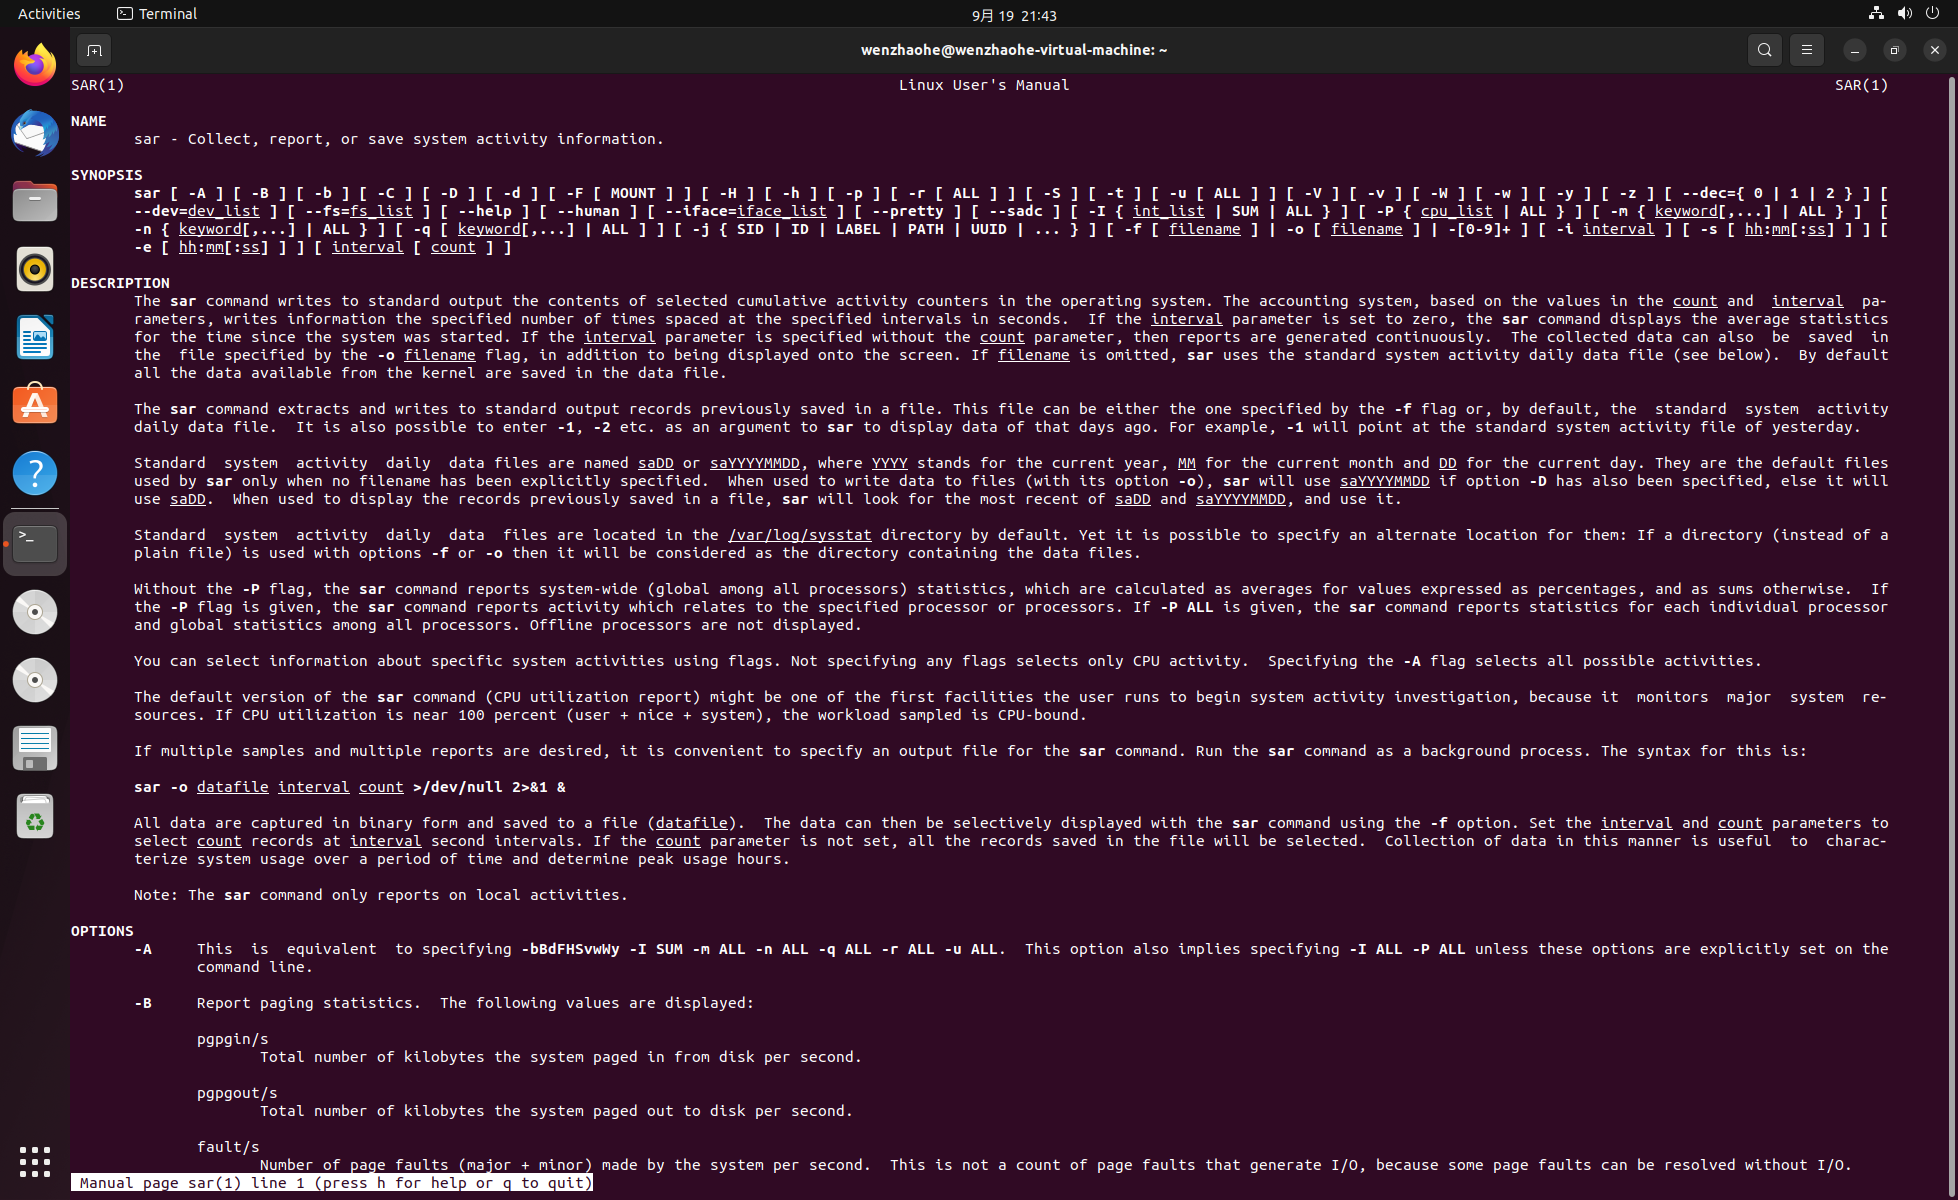 Activities Terminal 9月 19 21:43
wenzhaohe@wenzhaohe-virtual-machine: ~
SAR(1) Linux User's Manual SAR(1)
NAME
sar - Collect, report, or save system activity information.
SYNOPSIS
sar [ -A ] [ -B ] [ -b ] [ -C ] [ -D ] [ -d ] [ -F [ MOUNT ] ] [ -H ] [ -h ] [ -p ] [ -r [ ALL ] ] [ -S ] [ -t ] [ -u [ ALL ] ] [ -V ] [ -v ] [ -W ] [ -w ] [ -y ] [ -z ] [ --dec={ 0 | 1 | 2 } ] [
--dev=dev_list ] [ --fs=fs_list ] [ --help ] [ --human ] [ --iface=iface_list ] [ --pretty ] [ --sadc ] [ -I { int_list | SUM | ALL } ] [ -P { cpu_list | ALL } ] [ -m { keyword[,...] | ALL } ] [
-n { keyword[,...] | ALL } ] [ -q [ keyword[,...] | ALL ] ] [ -j { SID | ID | LABEL | PATH | UUID | ... } ] [ -f [ filename ] | -o [ filename ] | -[0-9]+ ] [ -i interval ] [ -s [ hh:mm[:ss] ] ] [
-e [ hh:mm[:ss] ] ] [ interval [ count ] ]
DESCRIPTION
The sar command writes to standard output the contents of selected cumulative activity counters in the operating system. The accounting system, based on the values in the count and interval pa-
rameters, writes information the specified number of times spaced at the specified intervals in seconds. If the interval parameter is set to zero, the sar command displays the average statistics
for the time since the system was started. If the interval parameter is specified without the count parameter, then reports are generated continuously. The collected data can also be saved in
the file specified by the -o filename flag, in addition to being displayed onto the screen. If filename is omitted, sar uses the standard system activity daily data file (see below). By default
all the data available from the kernel are saved in the data file.
The sar command extracts and writes to standard output records previously saved in a file. This file can be either the one specified by the -f flag or, by default, the standard system activity
daily data file. It is also possible to enter -1, -2 etc. as an argument to sar to display data of that days ago. For example, -1 will point at the standard system activity file of yesterday.
Standard system activity daily data files are named saDD or saYYYYMMDD, where YYYY stands for the current year, MM for the current month and DD for the current day. They are the default files
used by sar only when no filename has been explicitly specified. When used to write data to files (with its option -o), sar will use saYYYYMMDD if option -D has also been specified, else it will
use saDD. When used to display the records previously saved in a file, sar will look for the most recent of saDD and saYYYYMMDD, and use it.
Standard system activity daily data files are located in the /var/log/sysstat directory by default. Yet it is possible to specify an alternate location for them: If a directory (instead of a
plain file) is used with options -f or -o then it will be considered as the directory containing the data files.
Without the -P flag, the sar command reports system-wide (global among all processors) statistics, which are calculated as averages for values expressed as percentages, and as sums otherwise. If
the -P flag is given, the sar command reports activity which relates to the specified processor or processors. If -P ALL is given, the sar command reports statistics for each individual processor
and global statistics among all processors. Offline processors are not displayed.
You can select information about specific system activities using flags. Not specifying any flags selects only CPU activity. Specifying the -A flag selects all possible activities.
The default version of the sar command (CPU utilization report) might be one of the first facilities the user runs to begin system activity investigation, because it monitors major system re-
sources. If CPU utilization is near 100 percent (user + nice + system), the workload sampled is CPU-bound.
If multiple samples and multiple reports are desired, it is convenient to specify an output file for the sar command. Run the sar command as a background process. The syntax for this is:
sar -o datafile interval count >/dev/null 2>&1 &
All data are captured in binary form and saved to a file (datafile). The data can then be selectively displayed with the sar command using the -f option. Set the interval and count parameters to
select count records at interval second intervals. If the count parameter is not set, all the records saved in the file will be selected. Collection of data in this manner is useful to charac-
terize system usage over a period of time and determine peak usage hours.
Note: The sar command only reports on local activities.
OPTIONS
-A This is equivalent to specifying -bBdFHSvwWy -I SUM -m ALL -n ALL -q ALL -r ALL -u ALL. This option also implies specifying -I ALL -P ALL unless these options are explicitly set on the
command line.
-B Report paging statistics. The following values are displayed:
pgpgin/s
Total number of kilobytes the system paged in from disk per second.
pgpgout/s
Total number of kilobytes the system paged out to disk per second.
fault/s
Number of page faults (major + minor) made by the system per second. This is not a count of page faults that generate I/O, because some page faults can be resolved without I/O.
Manual page sar(1) line 1 (press h for help or q to quit)